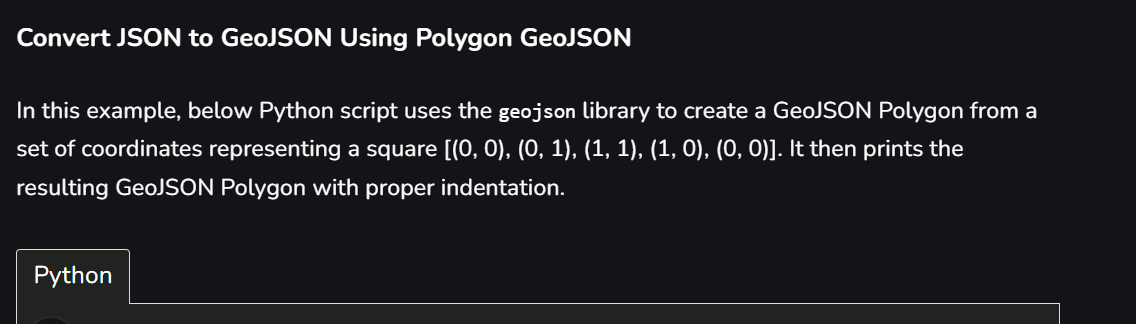 Convert JSON to GeoJSON Using Polygon GeoJSON
In this example, below Python script uses the geojson library to create a GeoJSON Polygon from a
set of coordinates representing a square [(0, 0), (0, 1), (1, 1), (1, 0), (0, 0)]. It then prints the
resulting GeoJSON Polygon with proper indentation.
Python